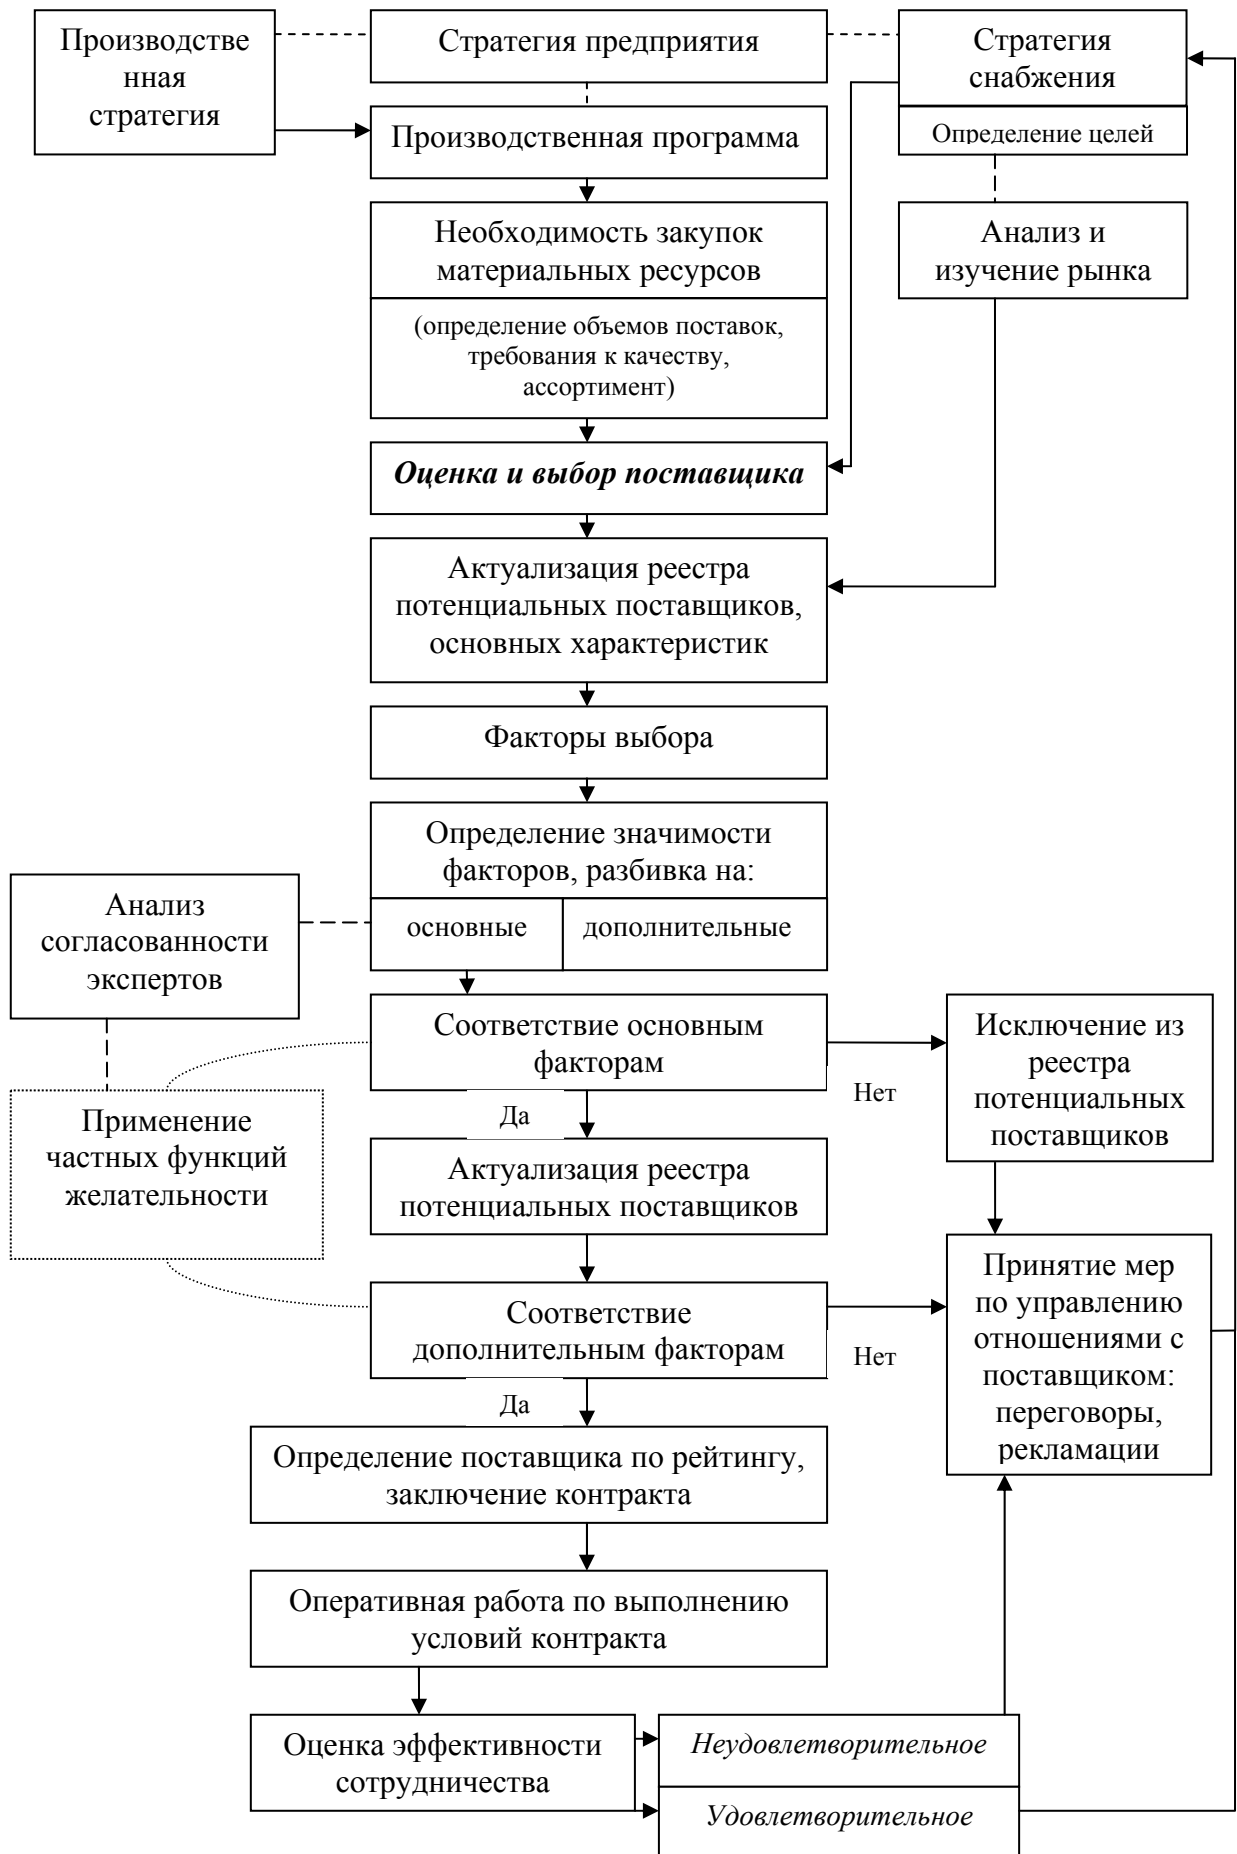 Производстве
нная
стратегия
Стратегия предприятия
Стратегия
снабжения
Определение целей
Производственная программа
Необходимость закупок
материальных ресурсов
(определение объемов поставок,
требования к качеству,
ассортимент)
Анализ и
изучение рынка
Оценка и выбор поставщика
Актуализация реестра
потенциальных поставщиков,
основных характеристик
Факторы выбора
Определение значимости
факторов, разбивка на:
основные
дополнительные
Анализ
согласованности
экспертов
Соответствие основным
факторам
Нет
Исключение из
реестра
потенциальных
поставщиков
Да
Применение
частных функций
желательности
Актуализация реестра
потенциальных поставщиков
Соответствие
дополнительным факторам
Нет
Принятие мер
по управлению
отношениями с
поставщиком:
переговоры,
рекламации
Да
Определение поставщика по рейтингу,
заключение контракта
Оперативная работа по выполнению
условий контракта
Оценка эффективности
сотрудничества
Неудовлетворительное
Удовлетворительное